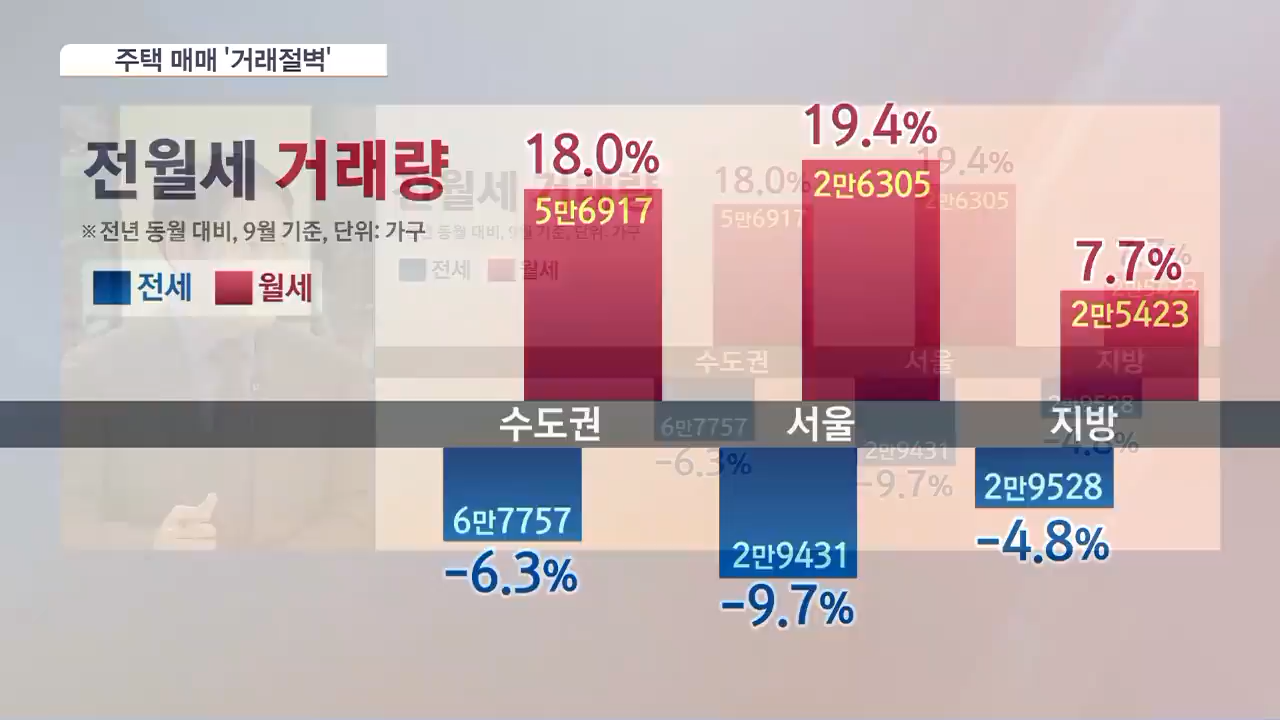 주택 매매 '거래절벽'
전월세 거래량
※ 전년 동월 대비, 9월 기준, 단위: 가구
전세 월세
18.0%
5만6917
19.4%
2만6305
7.7%
2만5423
수도권 서울 지방
6만7757
-6.3%
2만9431
-9.7%
2만9528
-4.8%